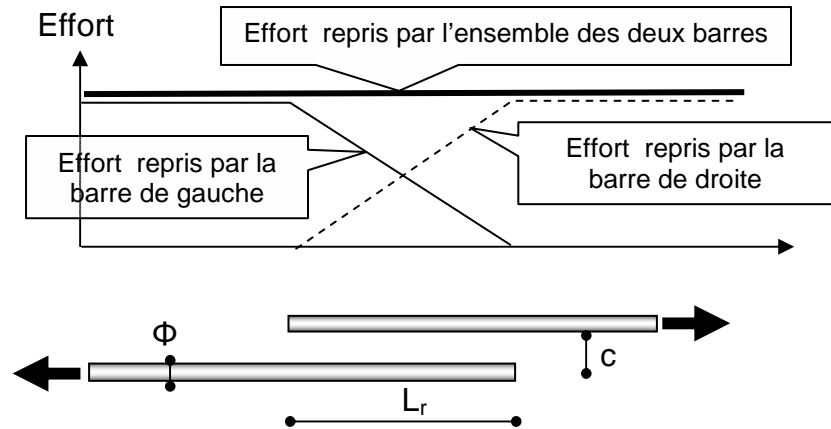 Effort
Effort repris par l’ensemble des deux barres
Effort repris par la
barre de gauche
Effort repris par la
barre de droite
Φ
c
Lr